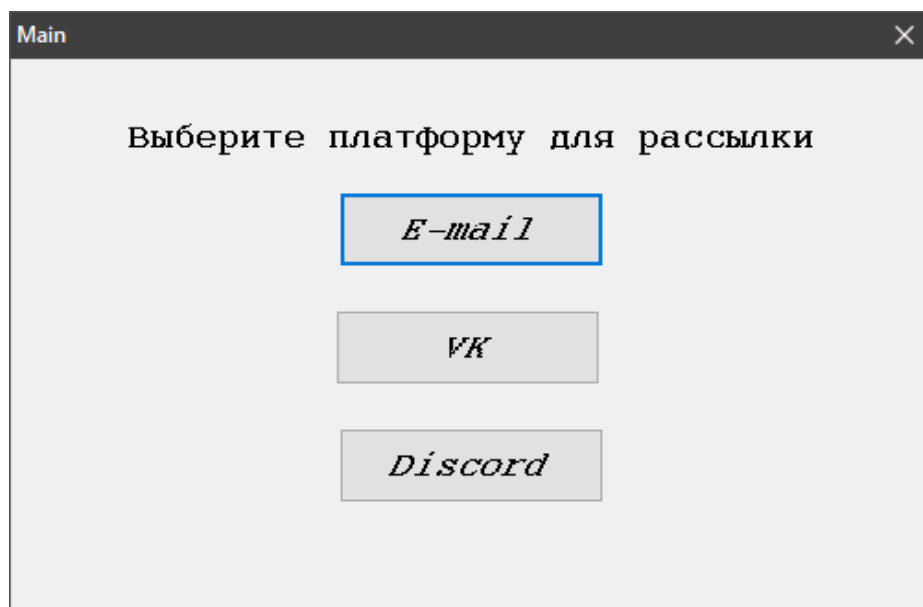 Main
Выберите платформу для рассылки
E-mail
VK
Discord